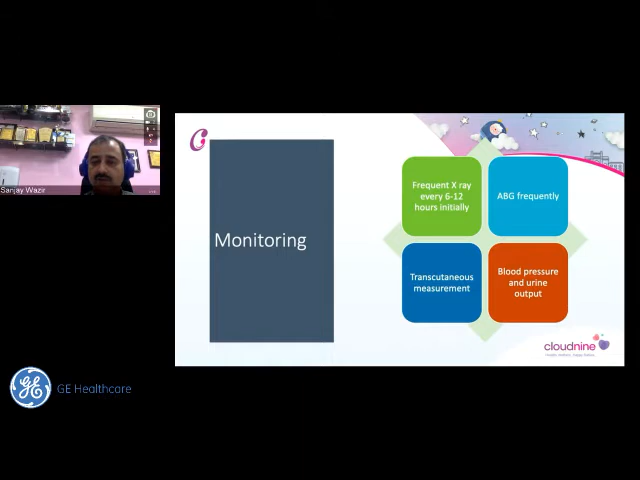 Sanjay Wazir
Monitoring
Frequent X ray
every 6-12
hours initially
ABG frequently
Transcutaneous
measurement
Blood pressure
and urine
output
cloudnine
GE Healthcare